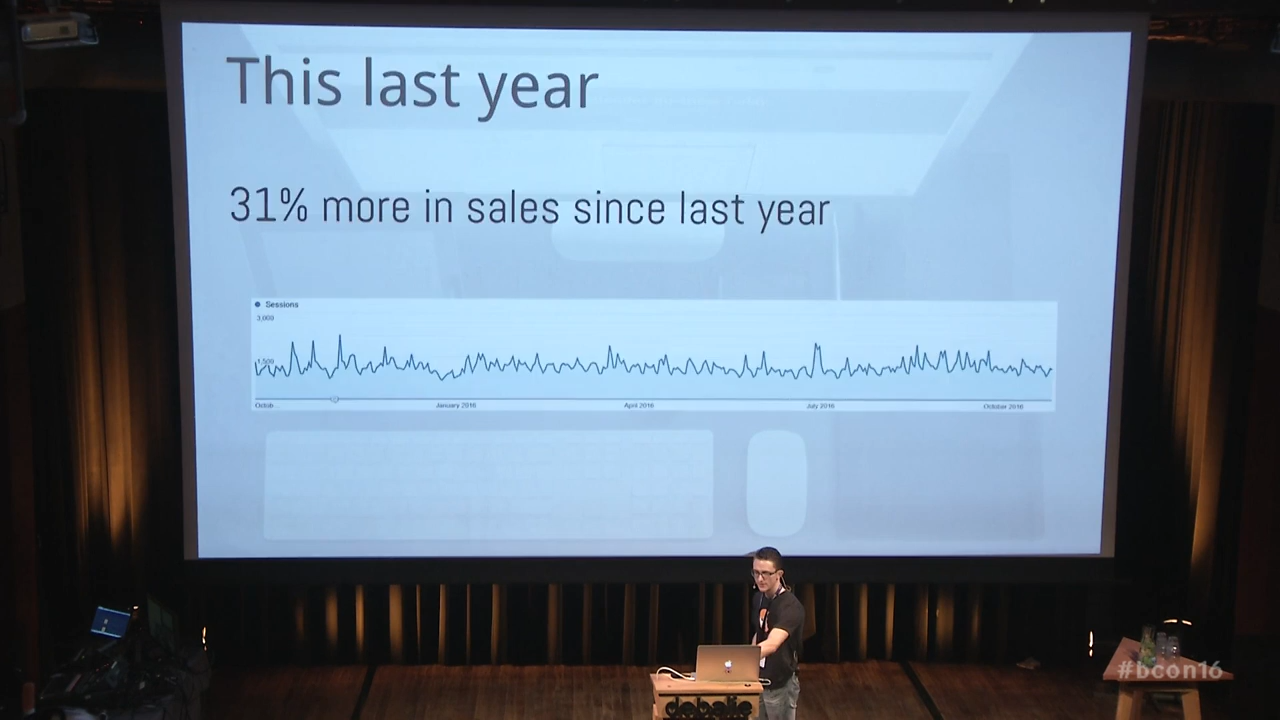 This last year
31% more in sales since last year
Sessions
3,000
1,500
Octob
January 2016
April 2016
July 2016
October 2016
#bcon16
debalie